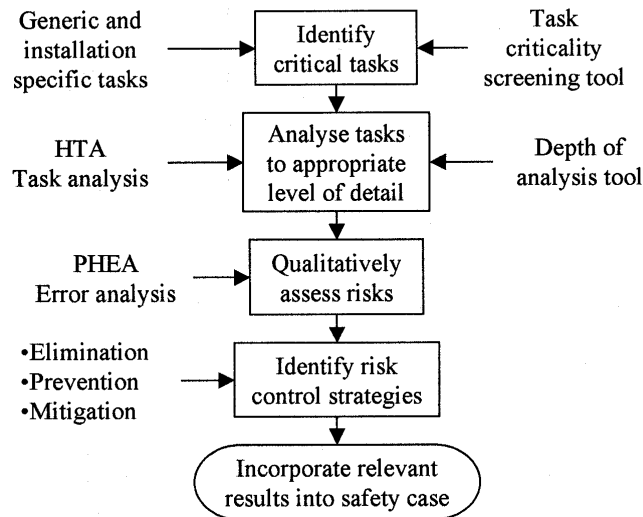 Generic and
installation
specific tasks
Identify
critical tasks
Task
criticality
screening tool
HTA
Task analysis
Analyse tasks
to appropriate
level of detail
Depth of
analysis tool
PHEA
Error analysis
Qualitatively
assess risks
•Elimination
•Prevention
•Mitigation
Identify risk
control strategies
Incorporate relevant
results into safety case